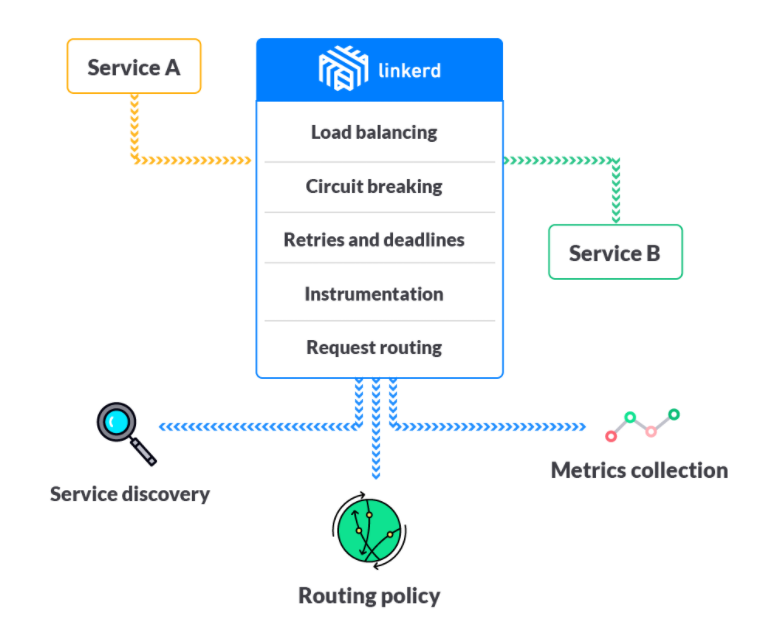 Service A
linkerd
Load balancing
Circuit breaking
Retries and deadlines
Instrumentation
Request routing
Service B
Service discovery
Metrics collection
Routing policy